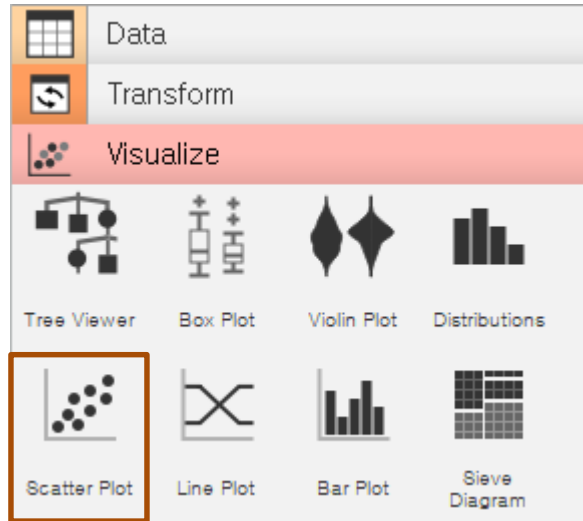 Data
Transform
Visualize
Tree Viewer
Box Plot
Violin Plot
Distributions
Scatter Plot
Line Plot
Bar Plot
Sieve
Diagram